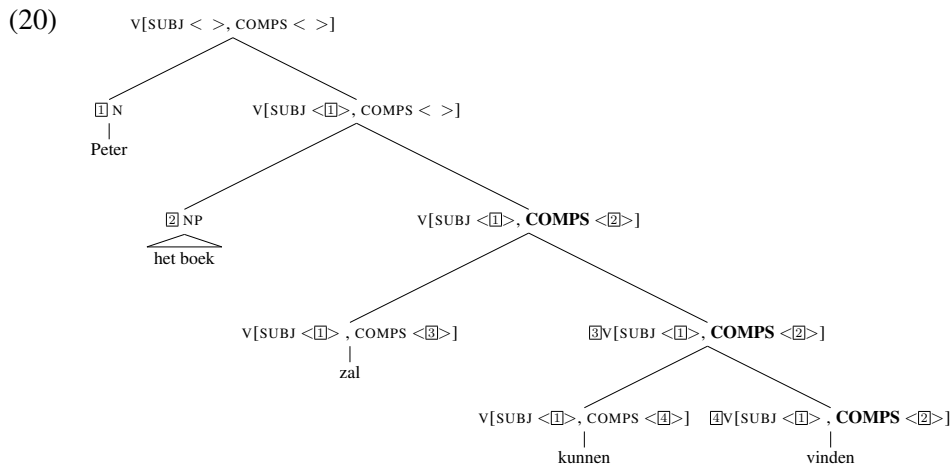 (20)
V[SUBJ < >, COMPS < >]
1 N
V[SUBJ <1>, COMPS < >]
Peter
2 NP
V[SUBJ <1>, COMPS <2>]
het boek
V[SUBJ <1> , COMPS <3>]
3V[SUBJ <1>, COMPS <2>]
zal
V[SUBJ <1>, COMPS <4>]
4V[SUBJ <1> , COMPS <2>]
kunnen
vinden